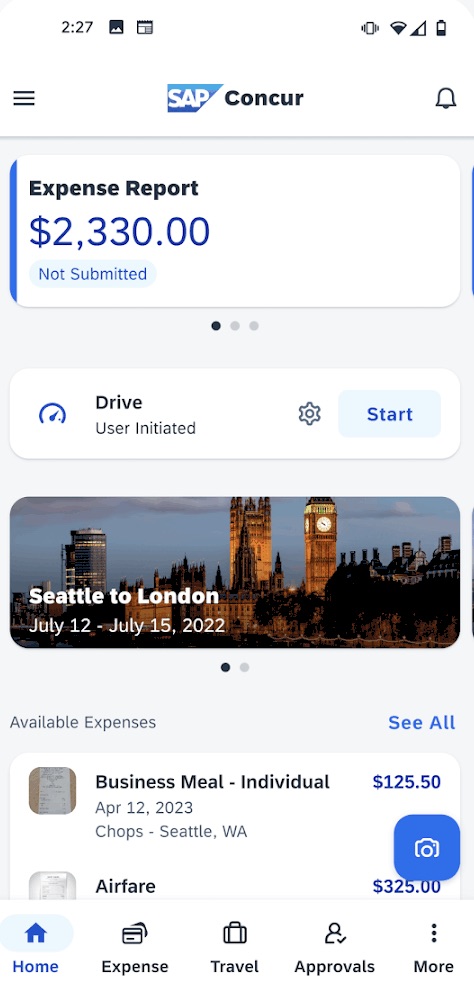 2:27
SAP Concur
Expense Report
$2,330.00
Not Submitted
Drive
User Initiated
Start
Seattle to London
July 12 - July 15, 2022
Available Expenses
See All
Business Meal - Individual
$125.50
Apr 12, 2023
Chops - Seattle, WA
Airfare
$325.00
Home
Expense
Travel
Approvals
More